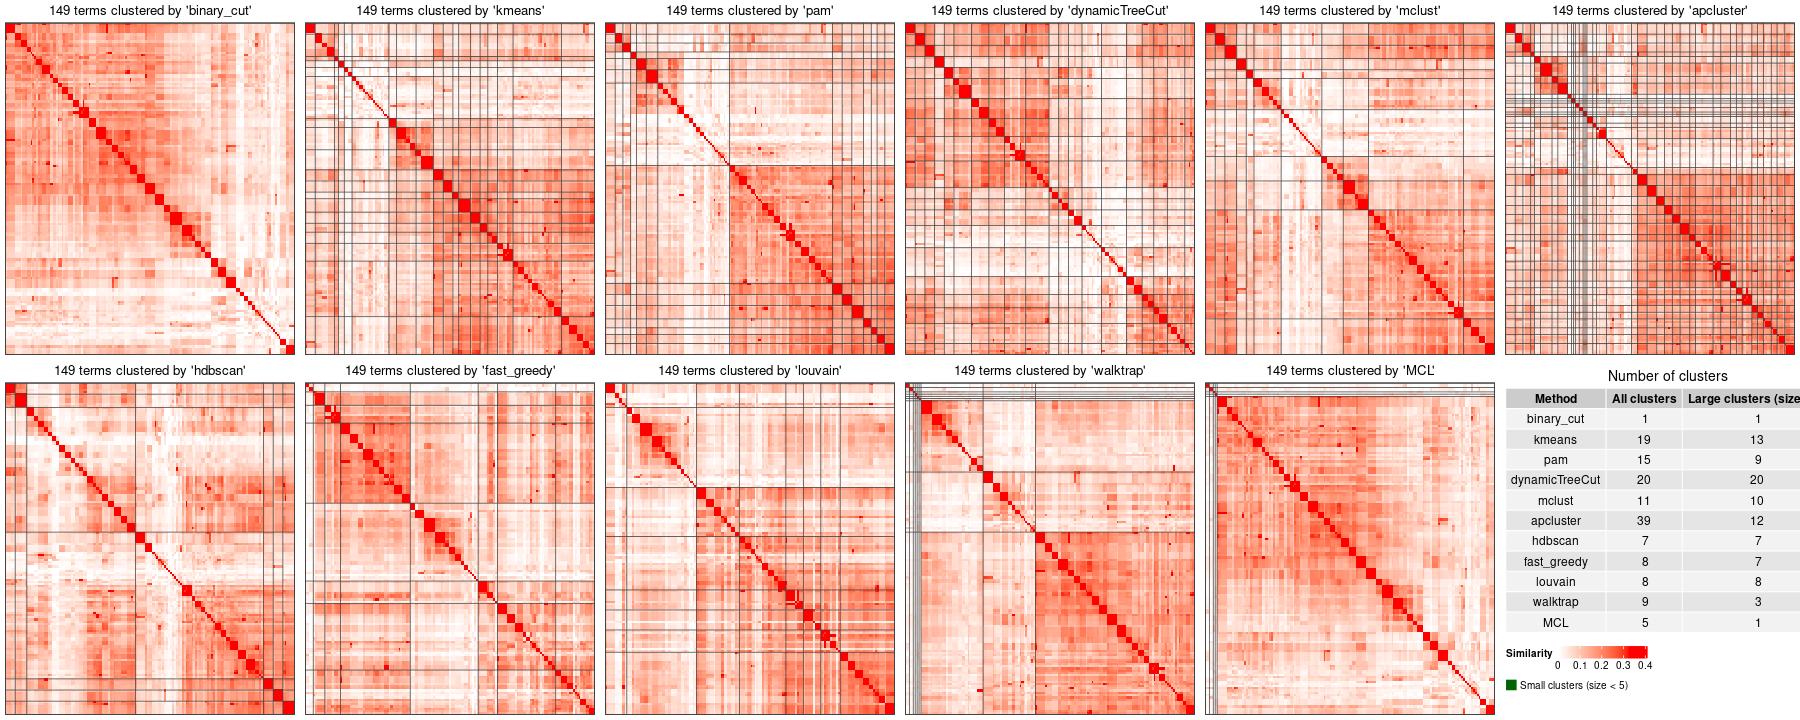 149 terms clustered by 'binary_cut'
149 terms clustered by 'kmeans'
149 terms clustered by 'pam'
149 terms clustered by 'dynamicTreeCut'
149 terms clustered by 'mclust'
149 terms clustered by 'apcluster'
149 terms clustered by 'hdbscan'
149 terms clustered by 'fast_greedy'
149 terms clustered by 'louvain'
149 terms clustered by 'walktrap'
149 terms clustered by 'MCL'
Number of clusters
Method All clusters Large clusters (size
binary_cut 1 1
kmeans 19 13
pam 15 9
dynamicTreeCut 20 20
mclust 11 10
apcluster 39 12
hdbscan 7 7
fast_greedy 8 7
louvain 8 8
walktrap 9 3
MCL 5 1
Similarity
0 0.1 0.2 0.3 0.4
Small clusters (size < 5)